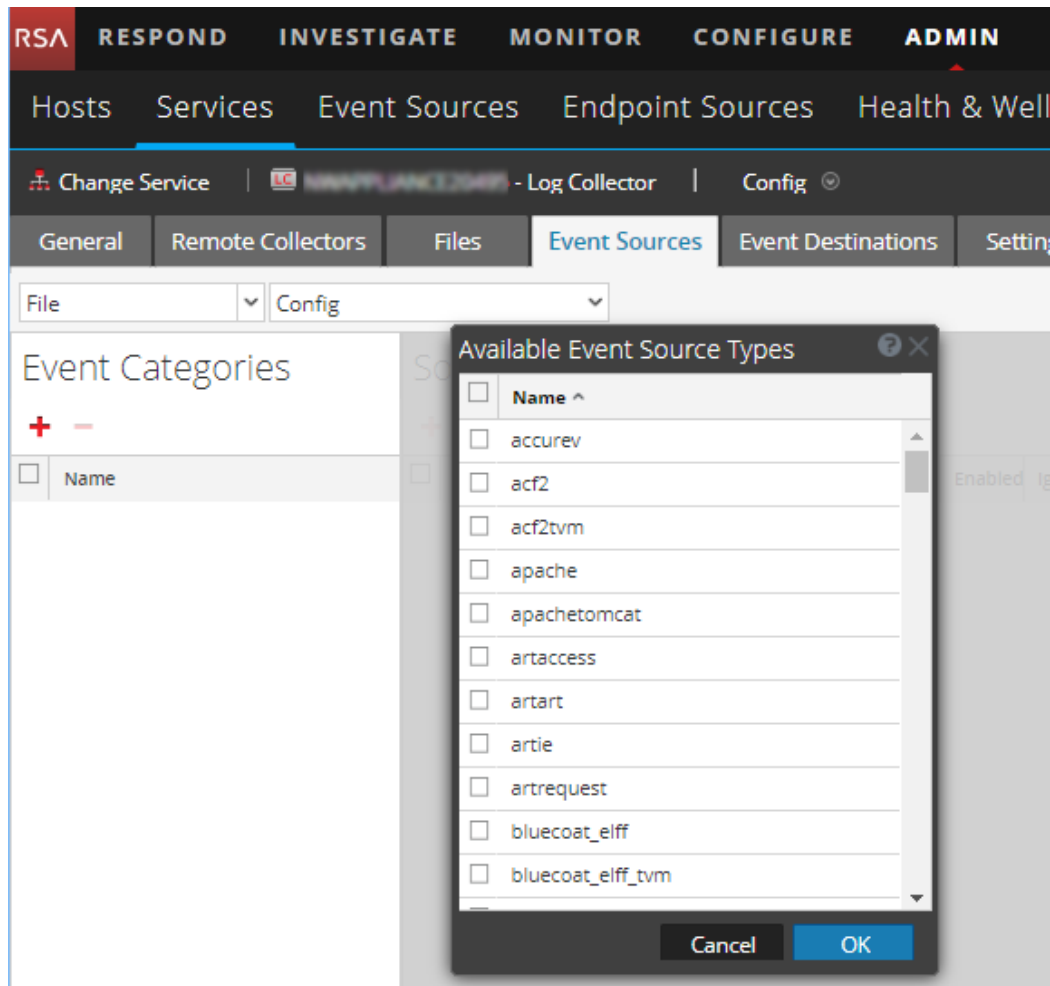 RSA RESPOND INVESTIGATE MONITOR CONFIGURE ADMIN
Hosts Services Event Sources Endpoint Sources Health & Well
Change Service LC - Log Collector Config
General Remote Collectors Files Event Sources Event Destinations Setting
File Config
Event Categories
Available Event Source Types
Name
Name
accurev
acf2
acf2tvm
apache
apachetomcat
artaccess
artart
artie
artrequest
bluecoat_elff
bluecoat_elff_tvm
Enabled
Cancel OK